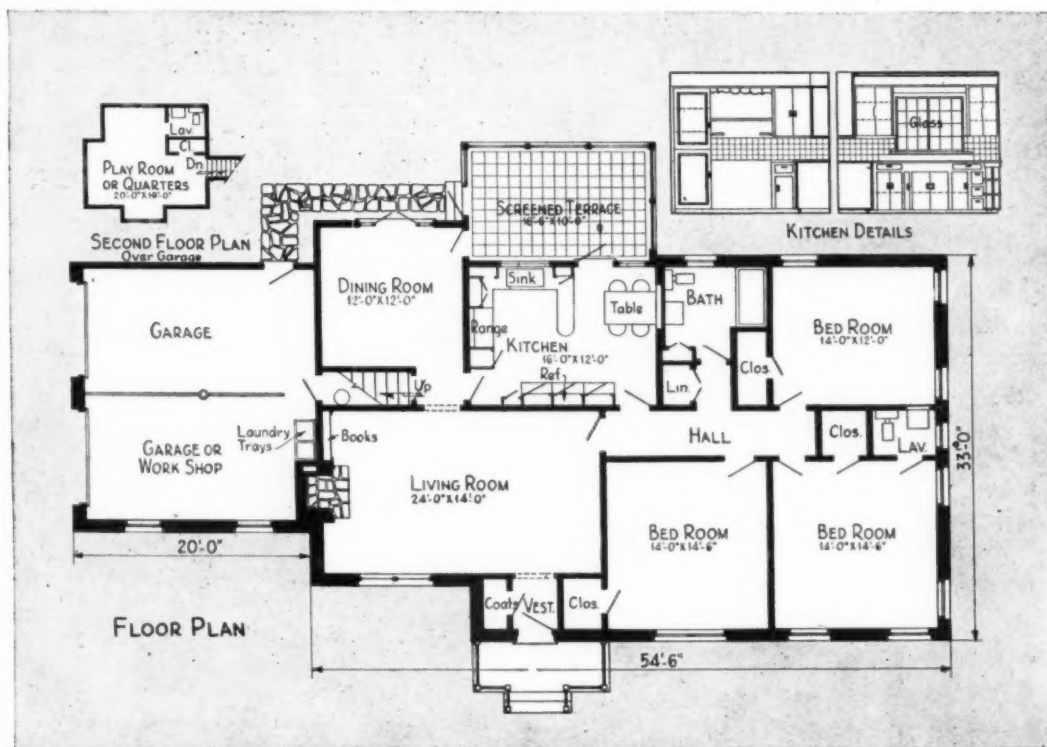 Lav.
Cl.
Dn.
PLAY ROOM
OR QUARTERS
20'-0"X18'-0"
SECOND FLOOR PLAN
Over Garage
Glass
KITCHEN DETAILS
SCREENED TERRACE
DINING ROOM
12'-0"X12'-0"
Sink
Range
Table
KITCHEN
16'-0"X12'-0"
Ref.
BATH
Lin.
Clos.
BED ROOM
14'-0"X12'-0"
GARAGE
Up
GARAGE OR
WORK SHOP
Laundry
Trays
Books
LIVING ROOM
24'-0"X14'-0"
HALL
Clos.
LAV.
33'-0"
BED ROOM
14'-0"X14'-6"
BED ROOM
14'-0"X14'-6"
20'-0"
Coats
VEST.
Clos.
FLOOR PLAN
54'-6"